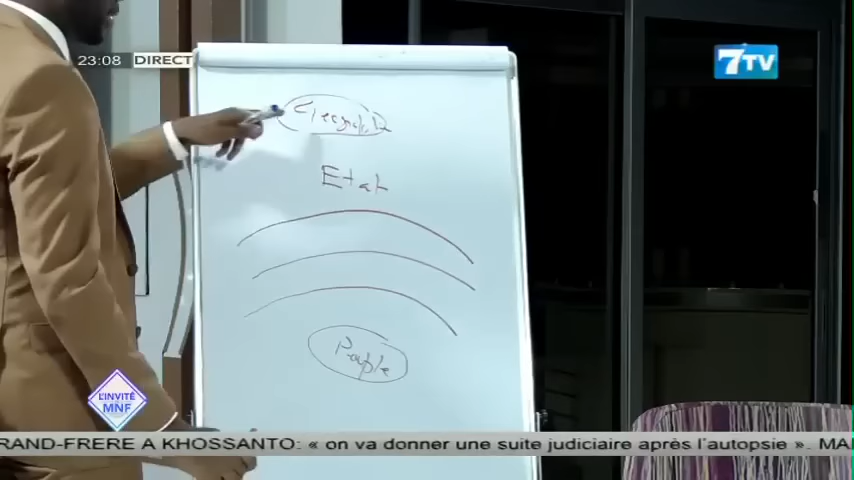 23:08 DIRECT
7TV
Etat
Peuple
L'INVITÉ
MNF
RAND-FRERE A KHOSSANTO: « on va donner une suite judiciaire après l'autopsie ». MA